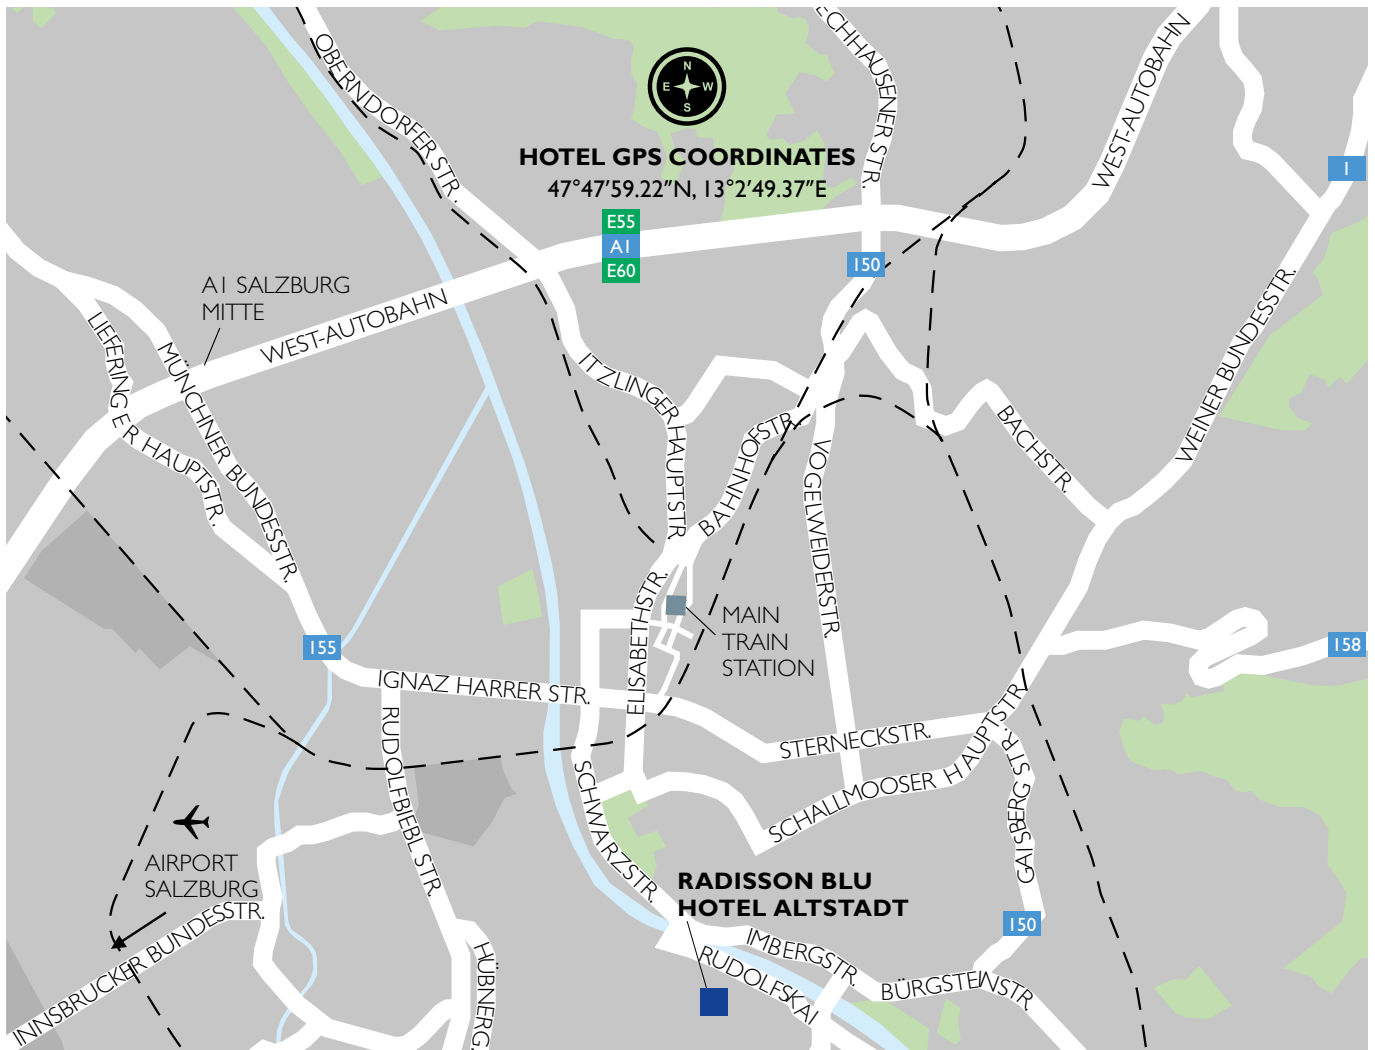 OBERNDORFER STR.
ECHHAUSENER STR.
WEST-AUTOBAHN
N
E W
S
HOTEL GPS COORDINATES
47°47′59.22″N, 13°2′49.37″E
E55
A1
E60
1
150
A1 SALZBURG
MITTE
WEST-AUTOBAHN
LIEFERING ER HAUPTSTR.
MÜNCHNER BUNDESSTR.
ITZLINGER HAUPTSTR
BAHNHOFSTR.
VOGELWEIDERSTR.
BACHSTR.
WEINER BUNDESSTR.
ELISABETHSTR.
MAIN
TRAIN
STATION
155
158
IGNAZ HARRER STR.
RUDOLFBIEBL STR.
STERNECKSTR.
SCHALLMOOSER HAUPTSTR
GAISBERG STR.
SCHWARZSTR.
AIRPORT
SALZBURG
INNSBRUCKER BUNDESSTR.
RADISSON BLU
HOTEL ALTSTADT
150
HÜBNERG.
IMBERGSTR.
RUDOLFSKAI
BÜRGSTEINSTR.